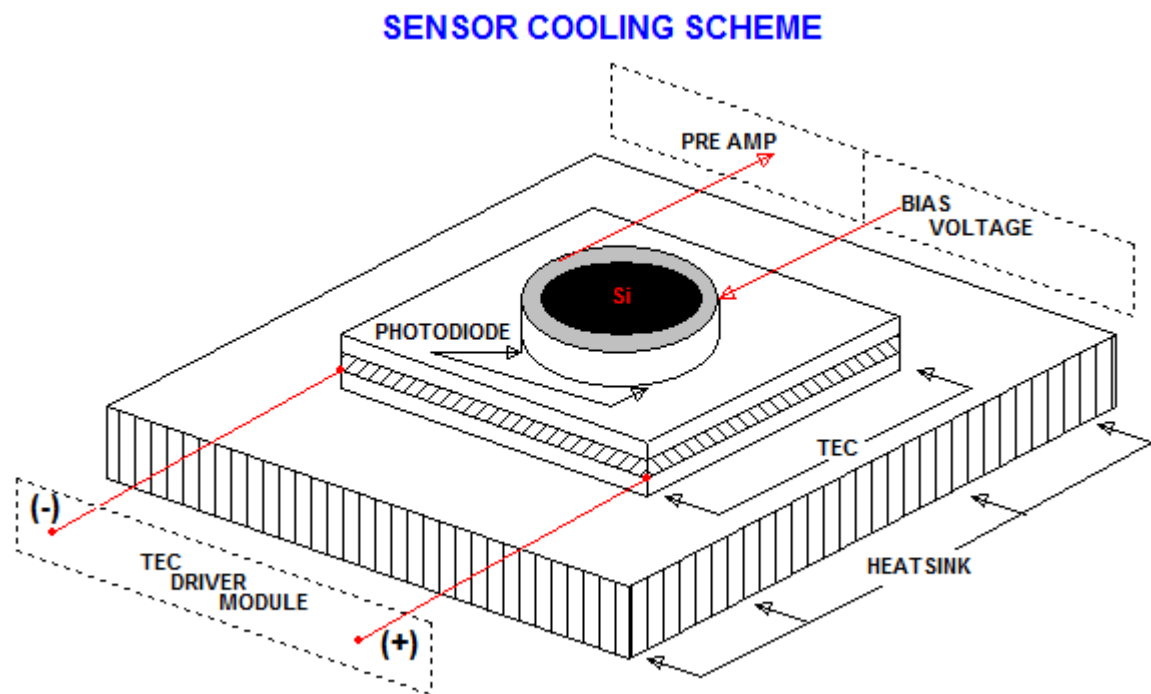 SENSOR COOLING SCHEME
PRE AMP
BIAS
VOLTAGE
Si
PHOTODIODE
TEC
(-)
TEC
DRIVER
MODULE
HEATSINK
(+)